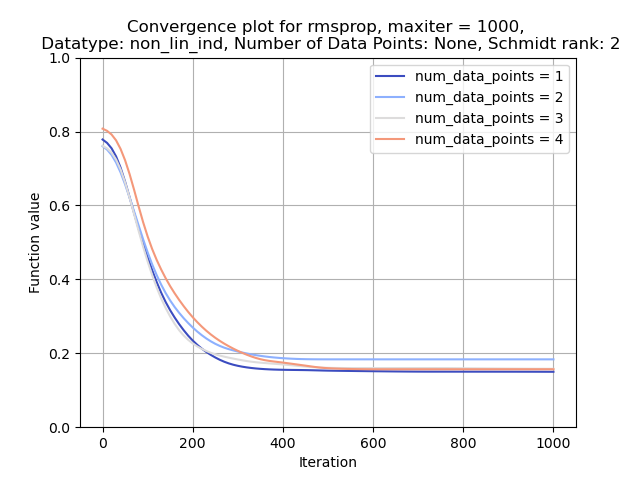 Convergence plot for rmsprop, maxiter = 1000,
Datatype: non_lin_ind, Number of Data Points: None, Schmidt rank: 2
1.0
0.8
0.6
0.4
0.2
0.0
Function value
num_data_points = 1
num_data_points = 2
num_data_points = 3
num_data_points = 4
0 200 400 600 800 1000
Iteration